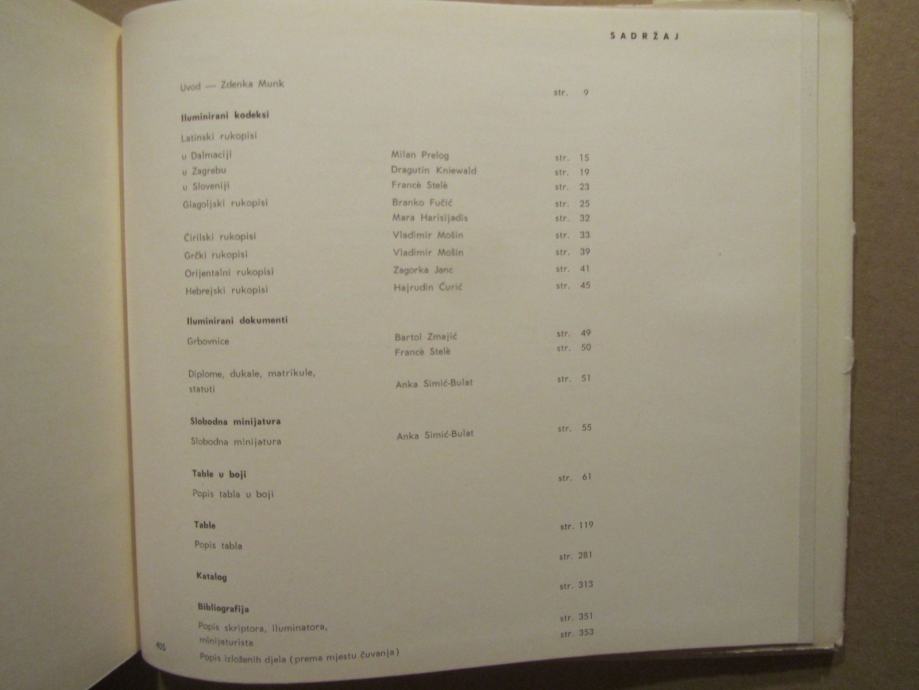 SADRŽAJ
Uvod — Zdenka Munk str. 9
Iluminirani kodeksi
Latinski rukopisi
u Dalmaciji Milan Prelog str. 15
u Zagrebu Dragutin Kniewald str. 19
u Sloveniji Francè Stelè str. 23
Glagoljski rukopisi Branko Fučić str. 25
Mara Harisijadis str. 32
Ćirilski rukopisi Vladimir Mošin str. 33
Grčki rukopisi Vladimir Mošin str. 39
Orijentalni rukopisi Zagorka Janc str. 41
Hebrejski rukopisi Hajrudin Ćurić str. 45
Iluminirani dokumenti
Grbovnice Bartol Zmajić str. 49
Francè Stelè str. 50
Diplome, dukale, matrikule,
statuti Anka Simić-Bulat str. 51
Slobodna minijatura
Slobodna minijatura Anka Simić-Bulat str. 55
Table u boji
Popis tabla u boji str. 61
Table
Popis tabla str. 119
str. 281
Katalog
str. 313
Bibliografija
Popis skriptora, iluminatora, str. 351
minijaturista str. 353
Popis izloženih djela (prema mjestu čuvanja)
405